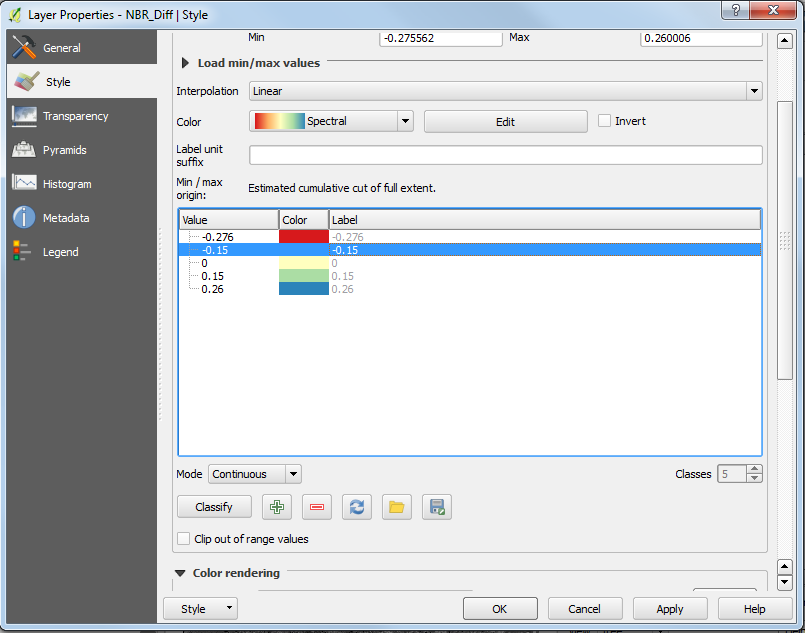 Layer Properties - NBR_Diff | Style
General
Style
Transparency
Pyramids
Histogram
Metadata
Legend
Min -0.275562 Max 0.260006
Load min/max values
Interpolation Linear
Color Spectral Edit Invert
Label unit
suffix
Min / max
origin: Estimated cumulative cut of full extent.
Value Color Label
-0.276 -0.276
-0.15 -0.15
0 0
0.15 0.15
0.26 0.26
Mode Continuous Classes 5
Classify
Clip out of range values
Color rendering
Style OK Cancel Apply Help